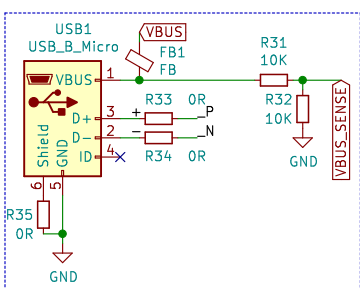 USB1
USB_B_Micro
VBUS
FB1
FB
VBUS 1
R31
10K
R32
10K
VBUS_SENSE
D+ 3
+ R33 0R _P
D- 2
- R34 0R _N
ID 4
Shield
GND
GND
6 5
R35
0R
GND